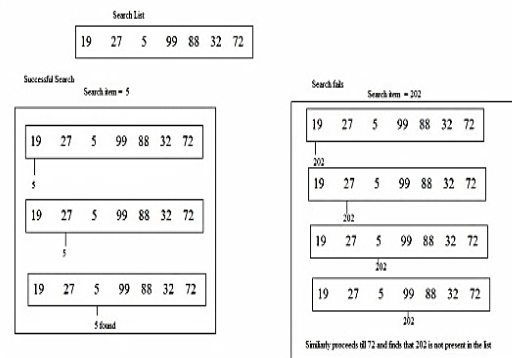 Search List
19 27 5 99 88 32 72
Successful Search
Search item = 5
19 27 5 99 88 32 72
5
19 27 5 99 88 32 72
5
19 27 5 99 88 32 72
5 found
Search fails
Search item = 202
19 27 5 99 88 32 72
202
19 27 5 99 88 32 72
202
19 27 5 99 88 32 72
202
19 27 5 99 88 32 72
202
Similarly proceeds till 72 and finds that 202 is not present in the list